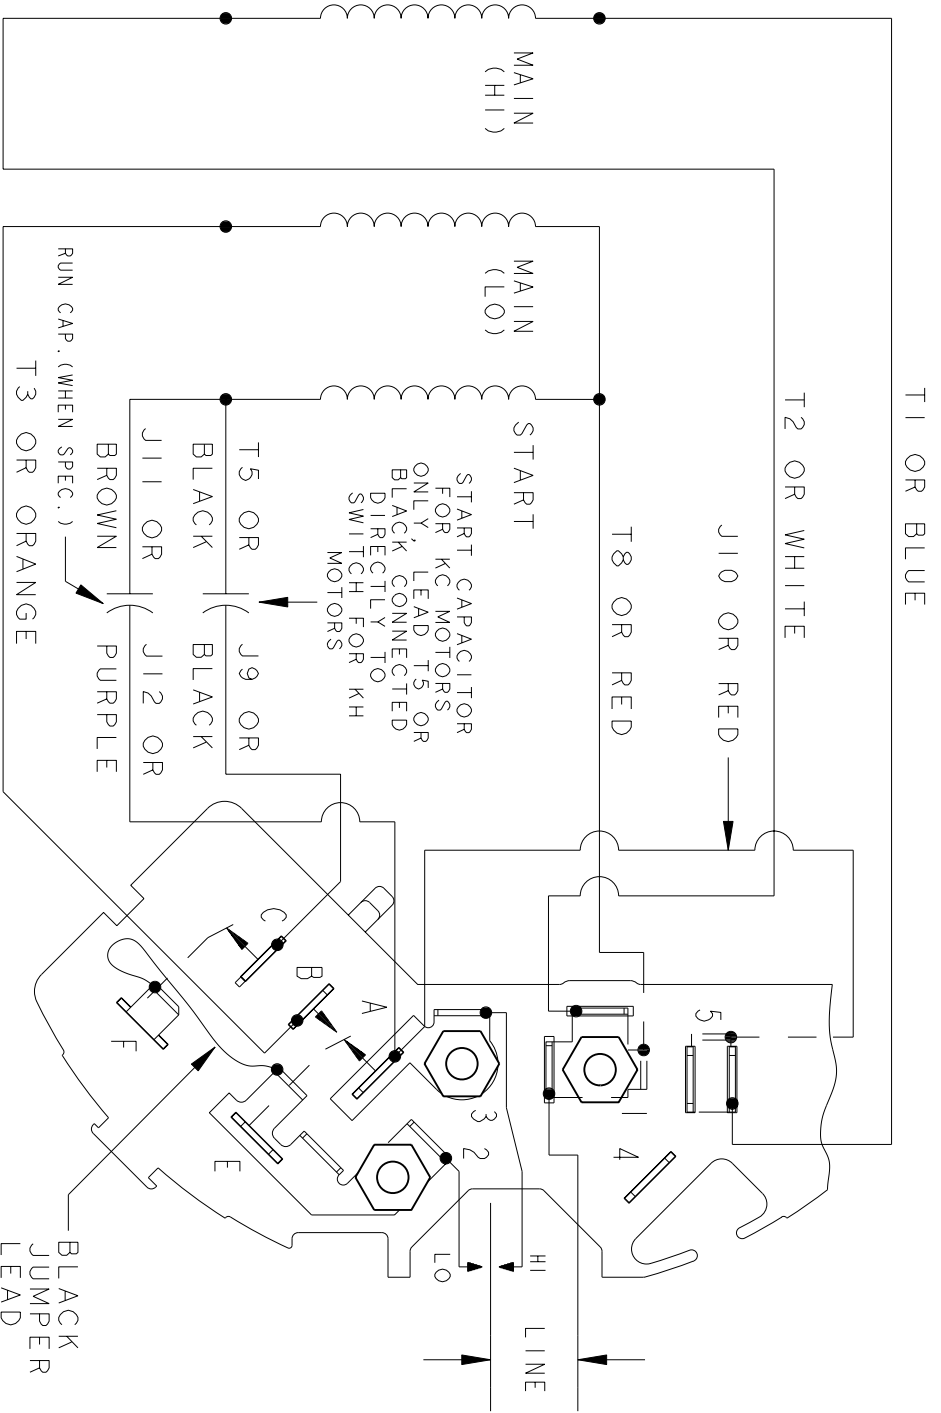 T1 OR BLUE
T2 OR WHITE
J10 OR RED
T8 OR RED
MAIN
(HI)
MAIN
(LO)
START
START CAPACITOR
FOR KC MOTORS
ONLY, LEAD T5 OR
BLACK CONNECTED
DIRECTLY TO
SWITCH FOR KH
MOTORS
T5 OR
BLACK
J9 OR
BLACK
J11 OR
BROWN
J12 OR
PURPLE
RUN CAP.(WHEN SPEC.)
T3 OR ORANGE
5
1
4
3
2
A
B
C
E
F
HI
LO
LINE
BLACK
JUMPER
LEAD